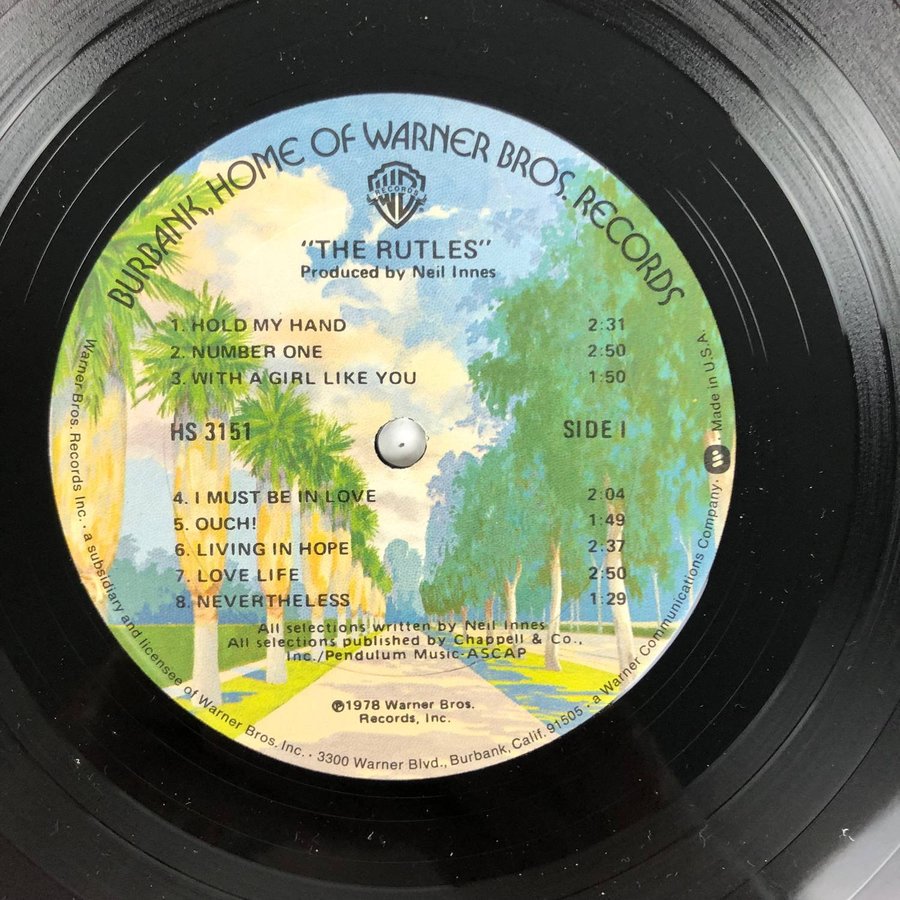 BURBANK, HOME OF WARNER BROS. RECORDS
WB
RECORDS
"THE RUTLES"
Produced by Neil Innes
1. HOLD MY HAND 2:31
2. NUMBER ONE 2:50
3. WITH A GIRL LIKE YOU 1:50
HS 3151 SIDE I
4. I MUST BE IN LOVE 2:04
5. OUCH! 1:49
6. LIVING IN HOPE 2:37
7. LOVE LIFE 2:50
8. NEVERTHELESS 1:29
All selections written by Neil Innes
All selections published by Chappell & Co.,
Inc./Pendulum Music-ASCAP
℗1978 Warner Bros.
Records, Inc.
Warner Bros. Records Inc. · a subsidiary and licensee of Warner Bros. Inc. · 3300 Warner Blvd., Burbank, Calif. 91505 · a Warner Communications Company. Made in U.S.A.